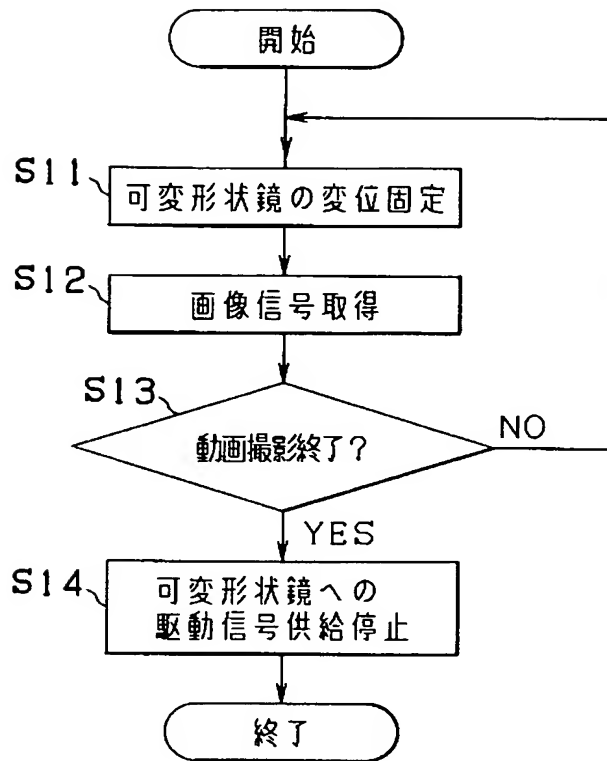 開始
S11
可変形状鏡の変位固定
S12
画像信号取得
S13
動画撮影終了?
NO
YES
S14
可変形状鏡への
駆動信号供給停止
終了